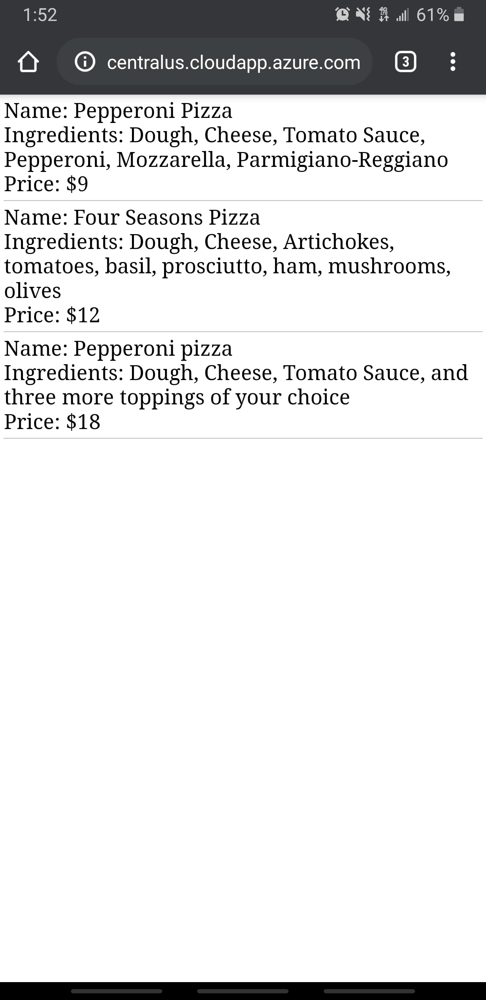 1:52 4G LTE 61%
centralus.cloudapp.azure.com 3
Name: Pepperoni Pizza
Ingredients: Dough, Cheese, Tomato Sauce,
Pepperoni, Mozzarella, Parmigiano-Reggiano
Price: $9
Name: Four Seasons Pizza
Ingredients: Dough, Cheese, Artichokes,
tomatoes, basil, prosciutto, ham, mushrooms,
olives
Price: $12
Name: Pepperoni pizza
Ingredients: Dough, Cheese, Tomato Sauce, and
three more toppings of your choice
Price: $18